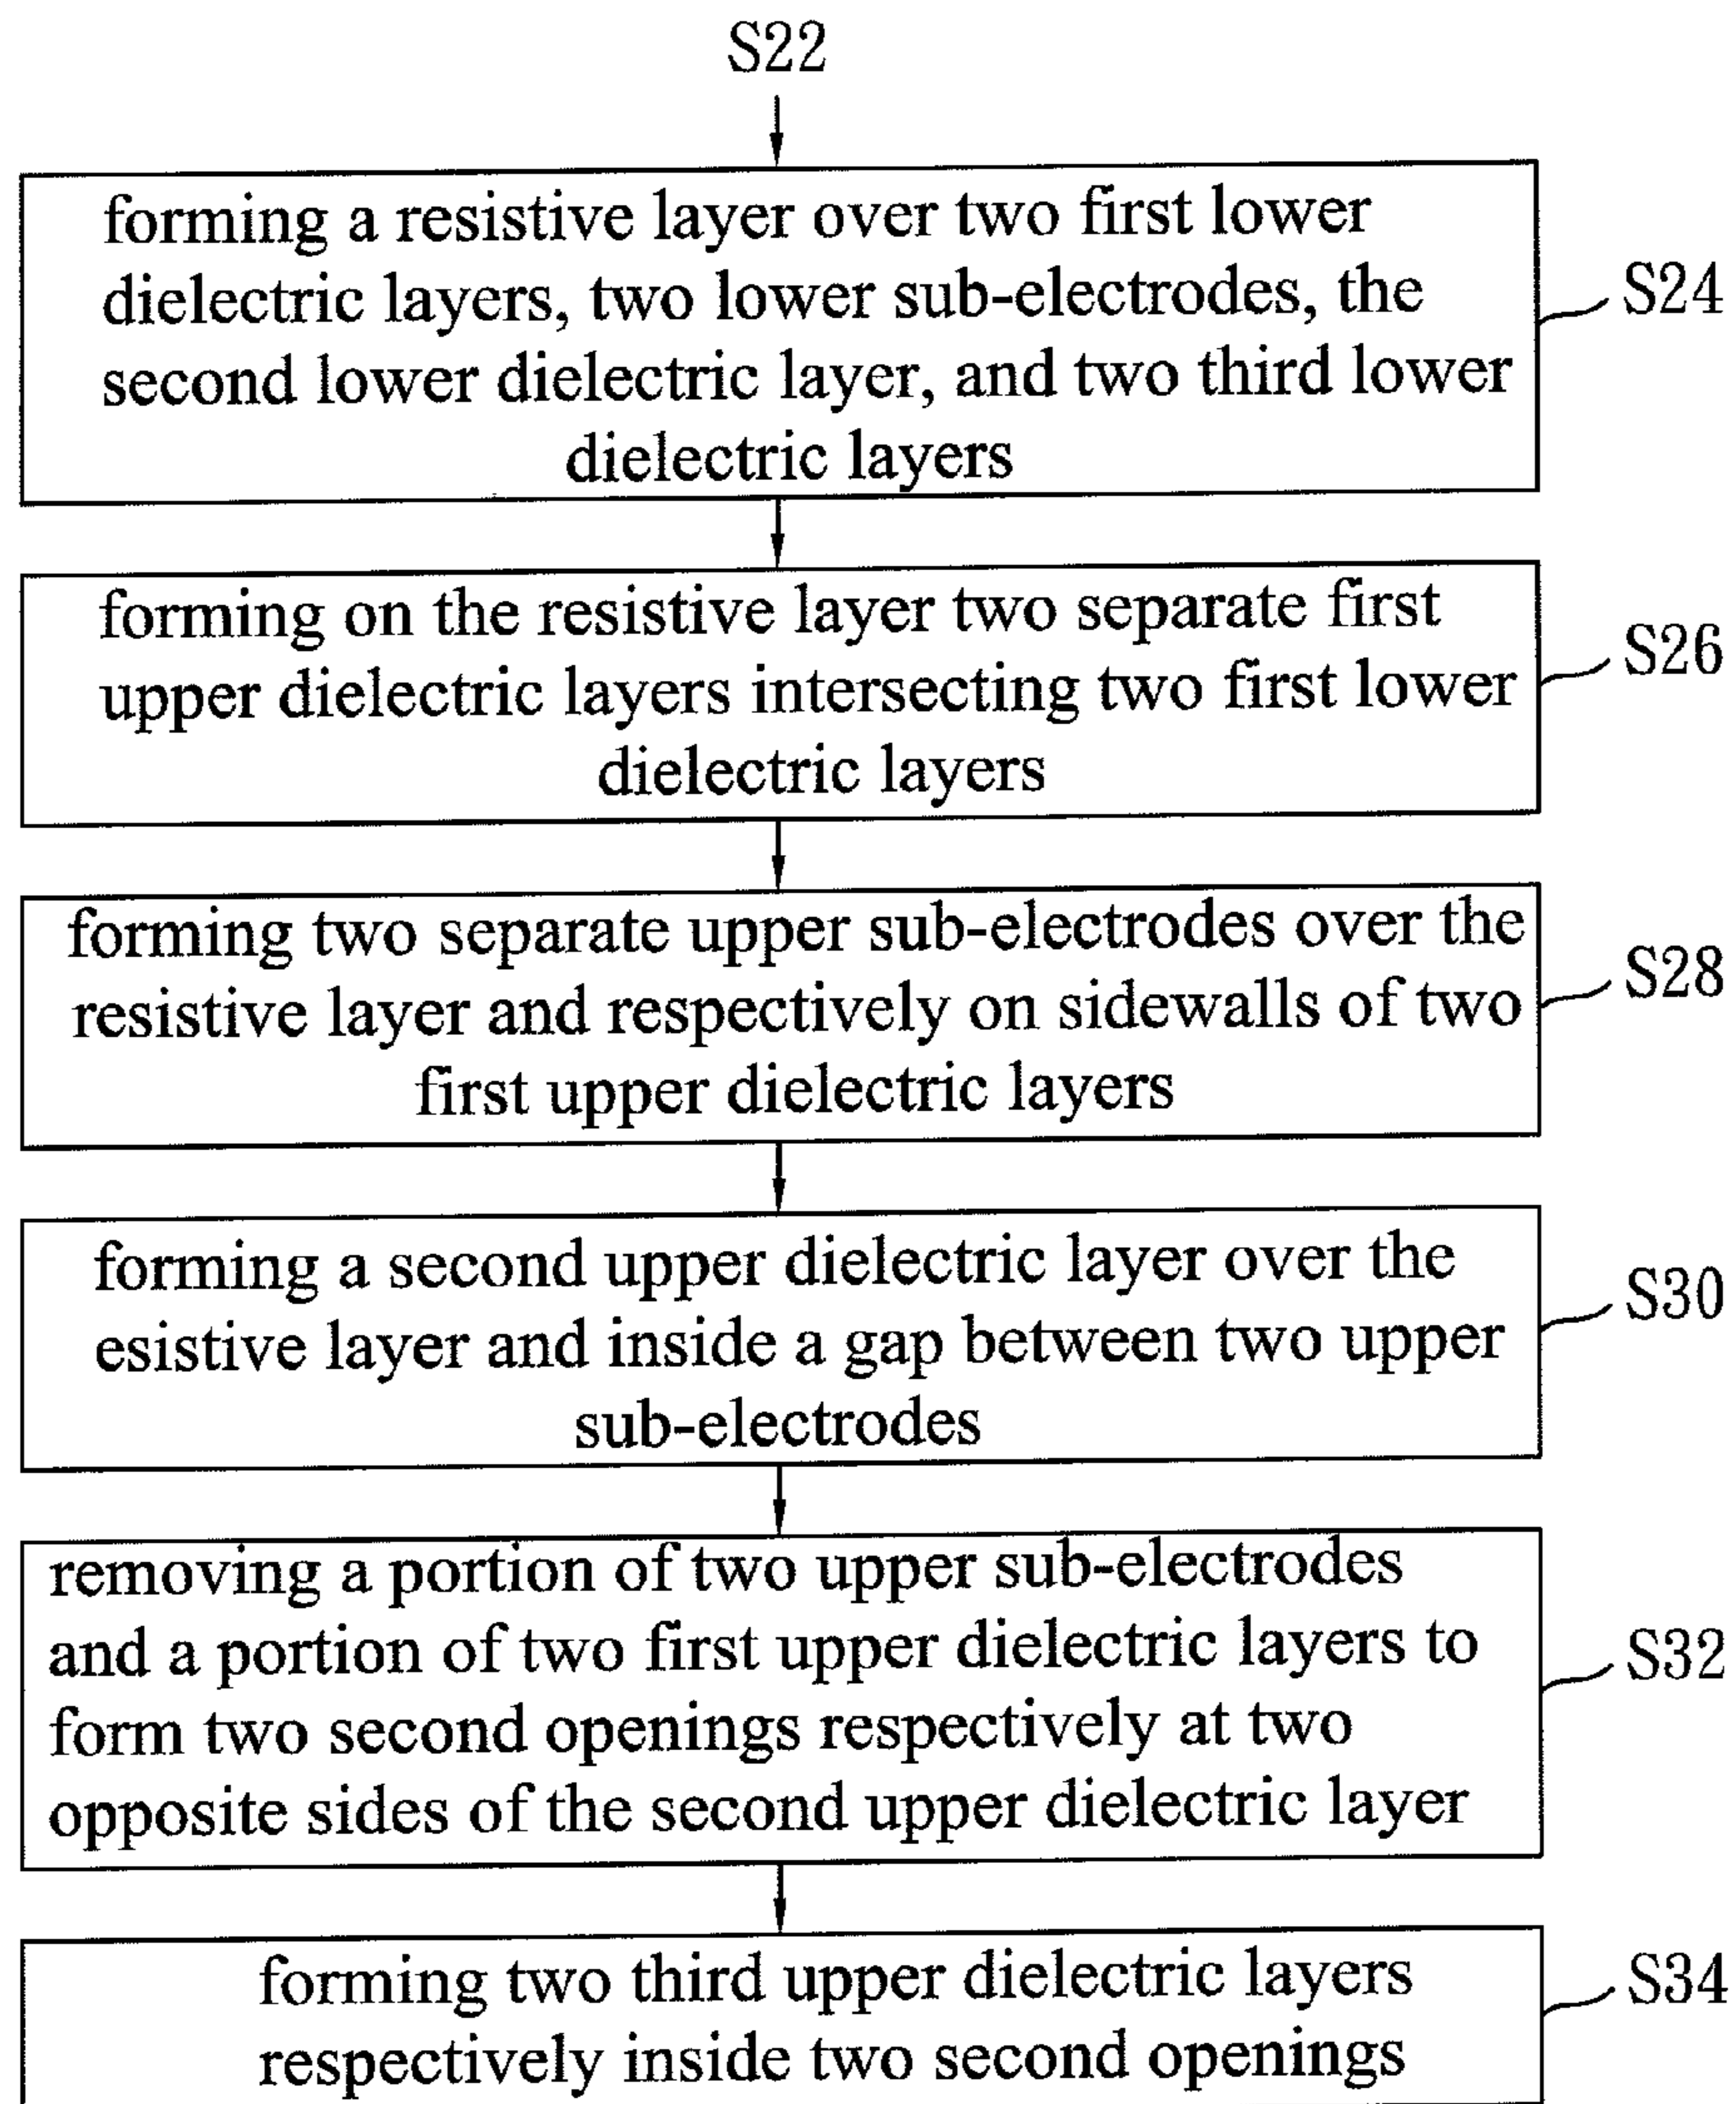 S22
forming a resistive layer over two first lower
dielectric layers, two lower sub-electrodes, the
second lower dielectric layer, and two third lower
dielectric layers
S24
forming on the resistive layer two separate first
upper dielectric layers intersecting two first lower
dielectric layers
S26
forming two separate upper sub-electrodes over the
resistive layer and respectively on sidewalls of two
first upper dielectric layers
S28
forming a second upper dielectric layer over the
esistive layer and inside a gap between two upper
sub-electrodes
S30
removing a portion of two upper sub-electrodes
and a portion of two first upper dielectric layers to
form two second openings respectively at two
opposite sides of the second upper dielectric layer
S32
forming two third upper dielectric layers
respectively inside two second openings
S34